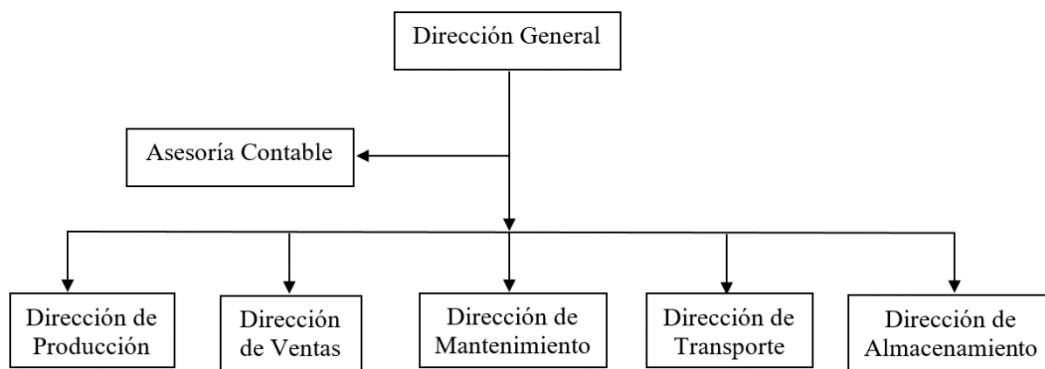 Dirección General
Asesoría Contable
Dirección de
Producción
Dirección
de Ventas
Dirección de
Mantenimiento
Dirección de
Transporte
Dirección de
Almacenamiento